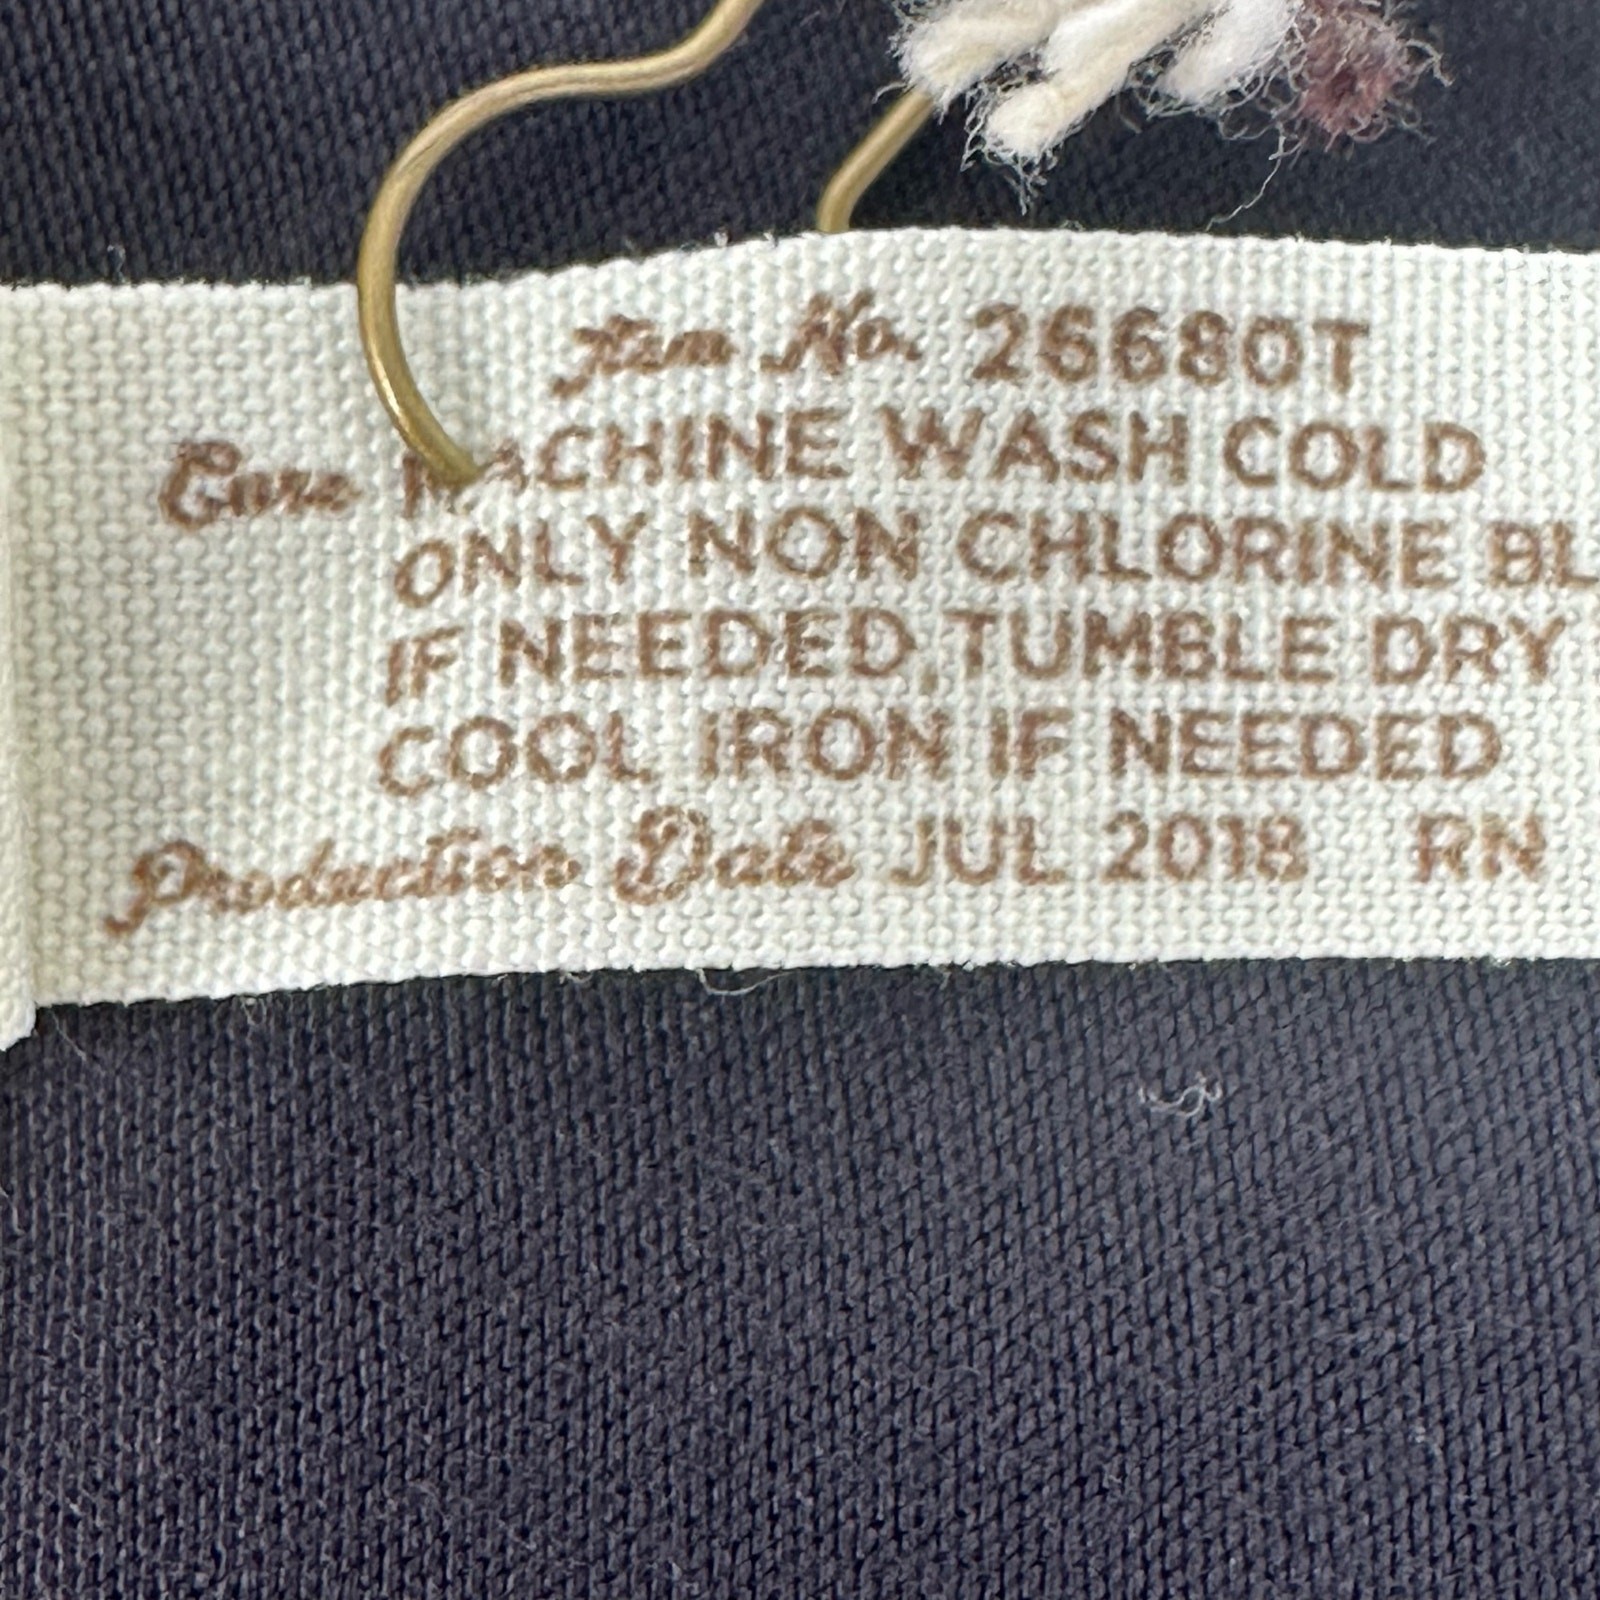 Item No. 26680T
Care MACHINE WASH COLD
ONLY NON CHLORINE BL
IF NEEDED, TUMBLE DRY
COOL IRON IF NEEDED
Production Date JUL 2018 RN